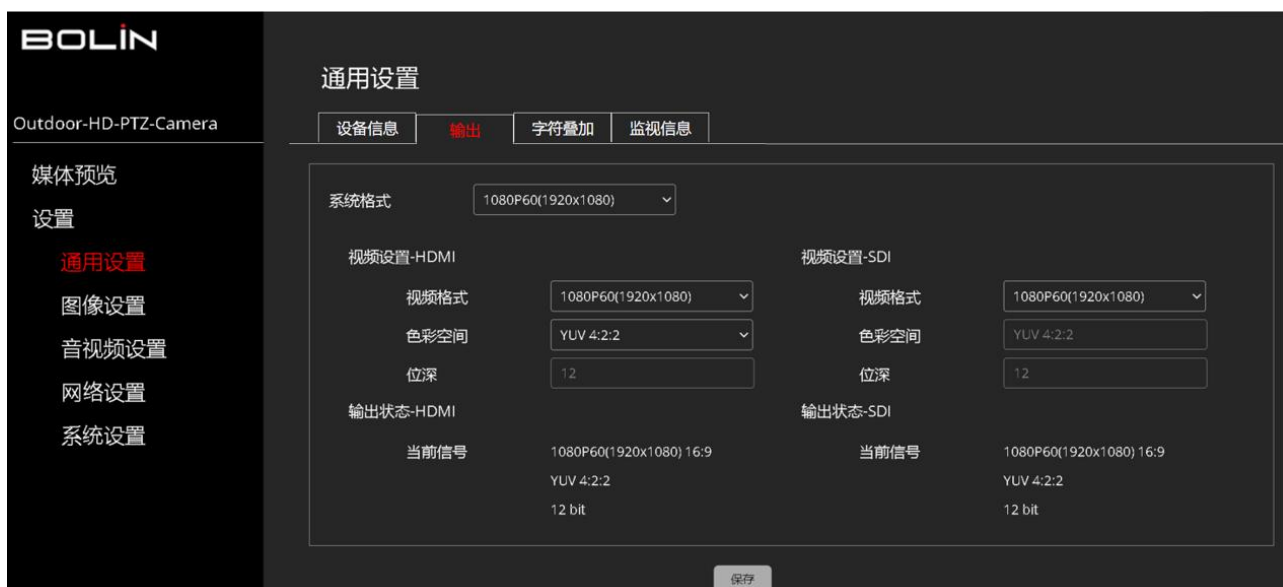 BOLIN
Outdoor-HD-PTZ-Camera
媒体预览
设置
通用设置
图像设置
音视频设置
网络设置
系统设置
通用设置
设备信息 输出 字符叠加 监视信息
系统格式 1080P60(1920x1080)
视频设置-HDMI 视频设置-SDI
视频格式 1080P60(1920x1080) 视频格式 1080P60(1920x1080)
色彩空间 YUV 4:2:2 色彩空间 YUV 4:2:2
位深 12 位深 12
输出状态-HDMI 输出状态-SDI
当前信号 1080P60(1920x1080) 16:9 当前信号 1080P60(1920x1080) 16:9
YUV 4:2:2 YUV 4:2:2
12 bit 12 bit
保存